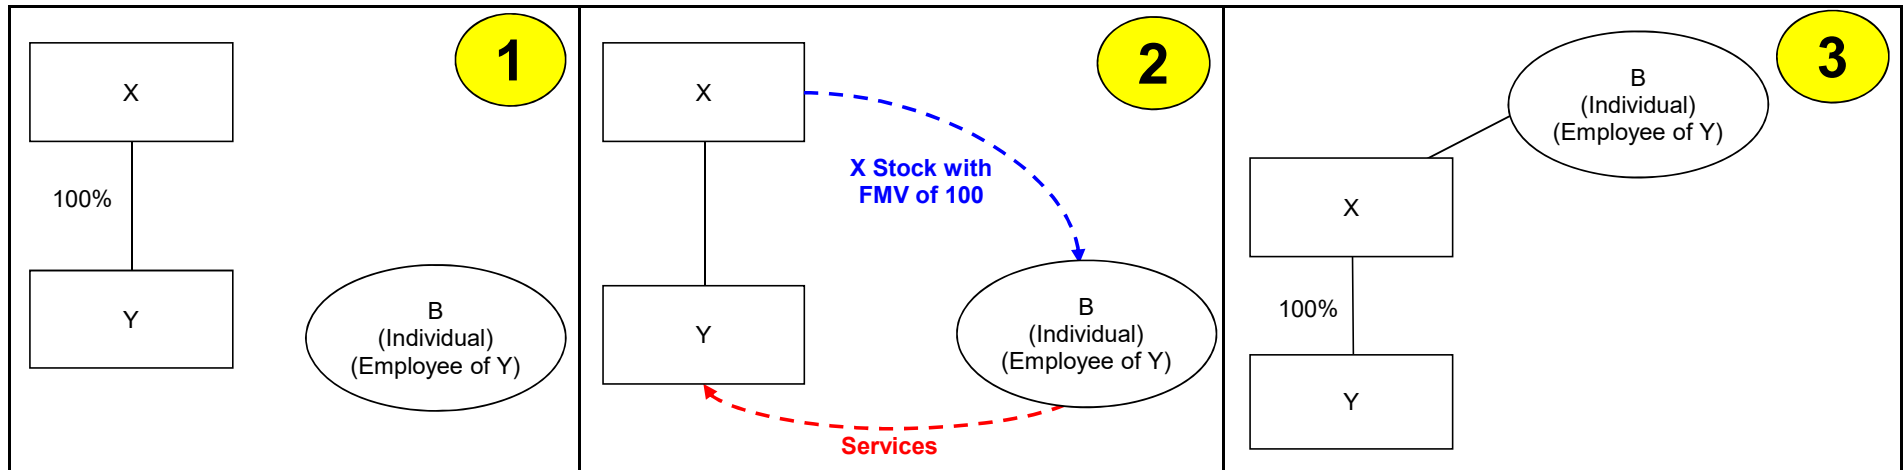 1
X
100%
Y
B
(Individual)
(Employee of Y)
2
X
X Stock with
FMV of 100
Y
B
(Individual)
(Employee of Y)
Services
3
B
(Individual)
(Employee of Y)
X
100%
Y